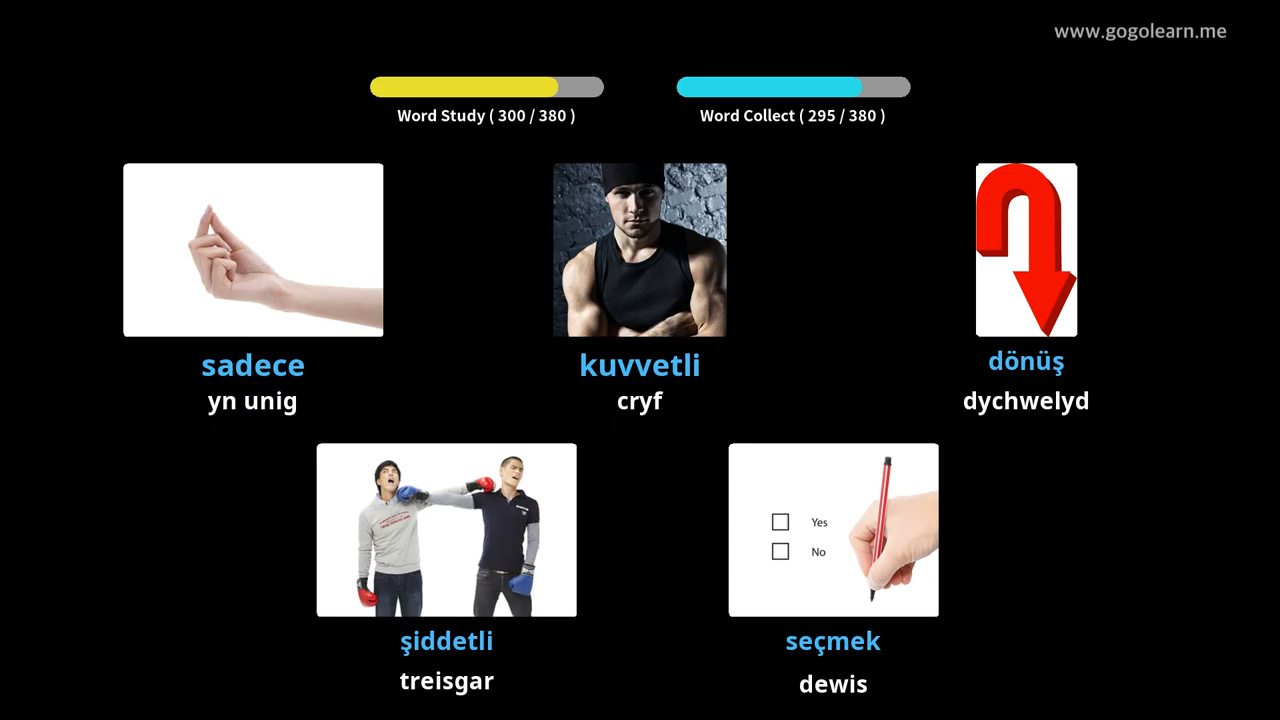 www.gogolearn.me
Word Study ( 300 / 380 )
Word Collect ( 295 / 380 )
sadece
yn unig
kuvvetli
cryf
dönüş
dychwelyd
Yes
No
şiddetli
treisgar
seçmek
dewis